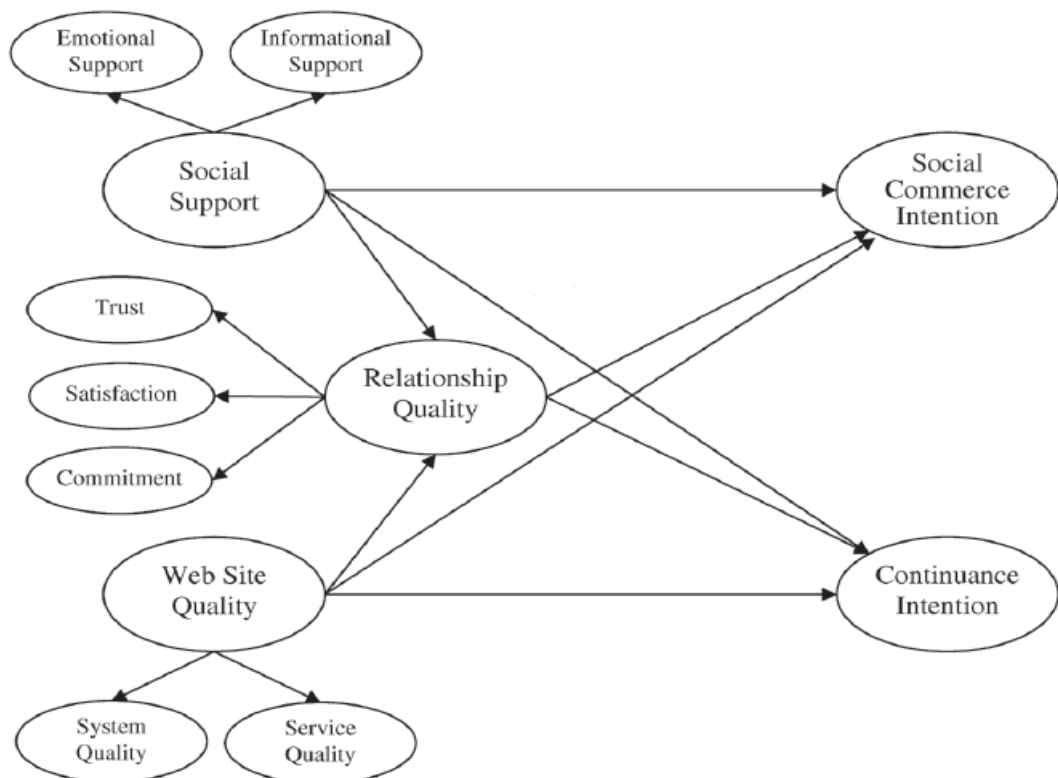 Emotional
Support
Informational
Support
Social
Support
Social
Commerce
Intention
Trust
Satisfaction
Commitment
Relationship
Quality
Web Site
Quality
Continuance
Intention
System
Quality
Service
Quality